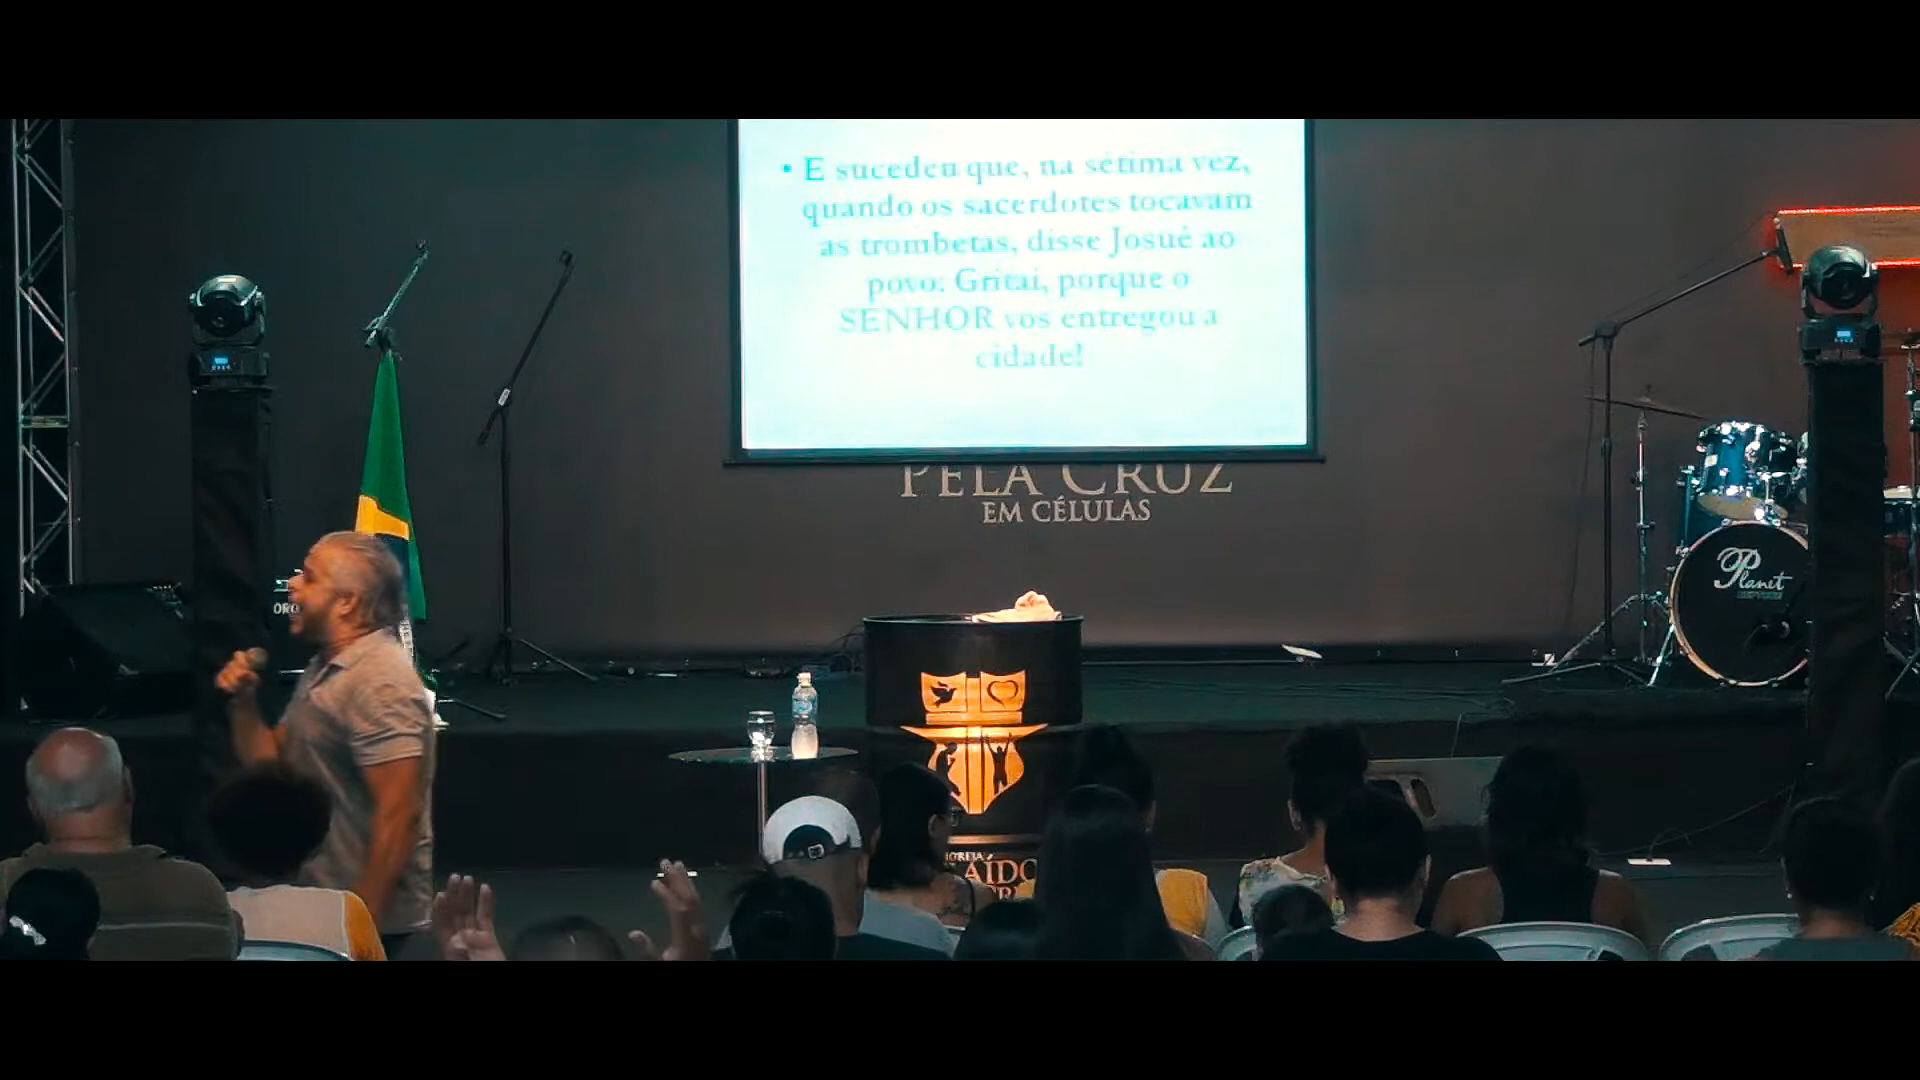 • E sucedeu que, na sétima vez,
quando os sacerdotes tocavam
as trombetas, disse Josué ao
povo: Gritai, porque o
SENHOR vos entregou a
cidade!
PELA CRUZ
EM CÉLULAS
Planet